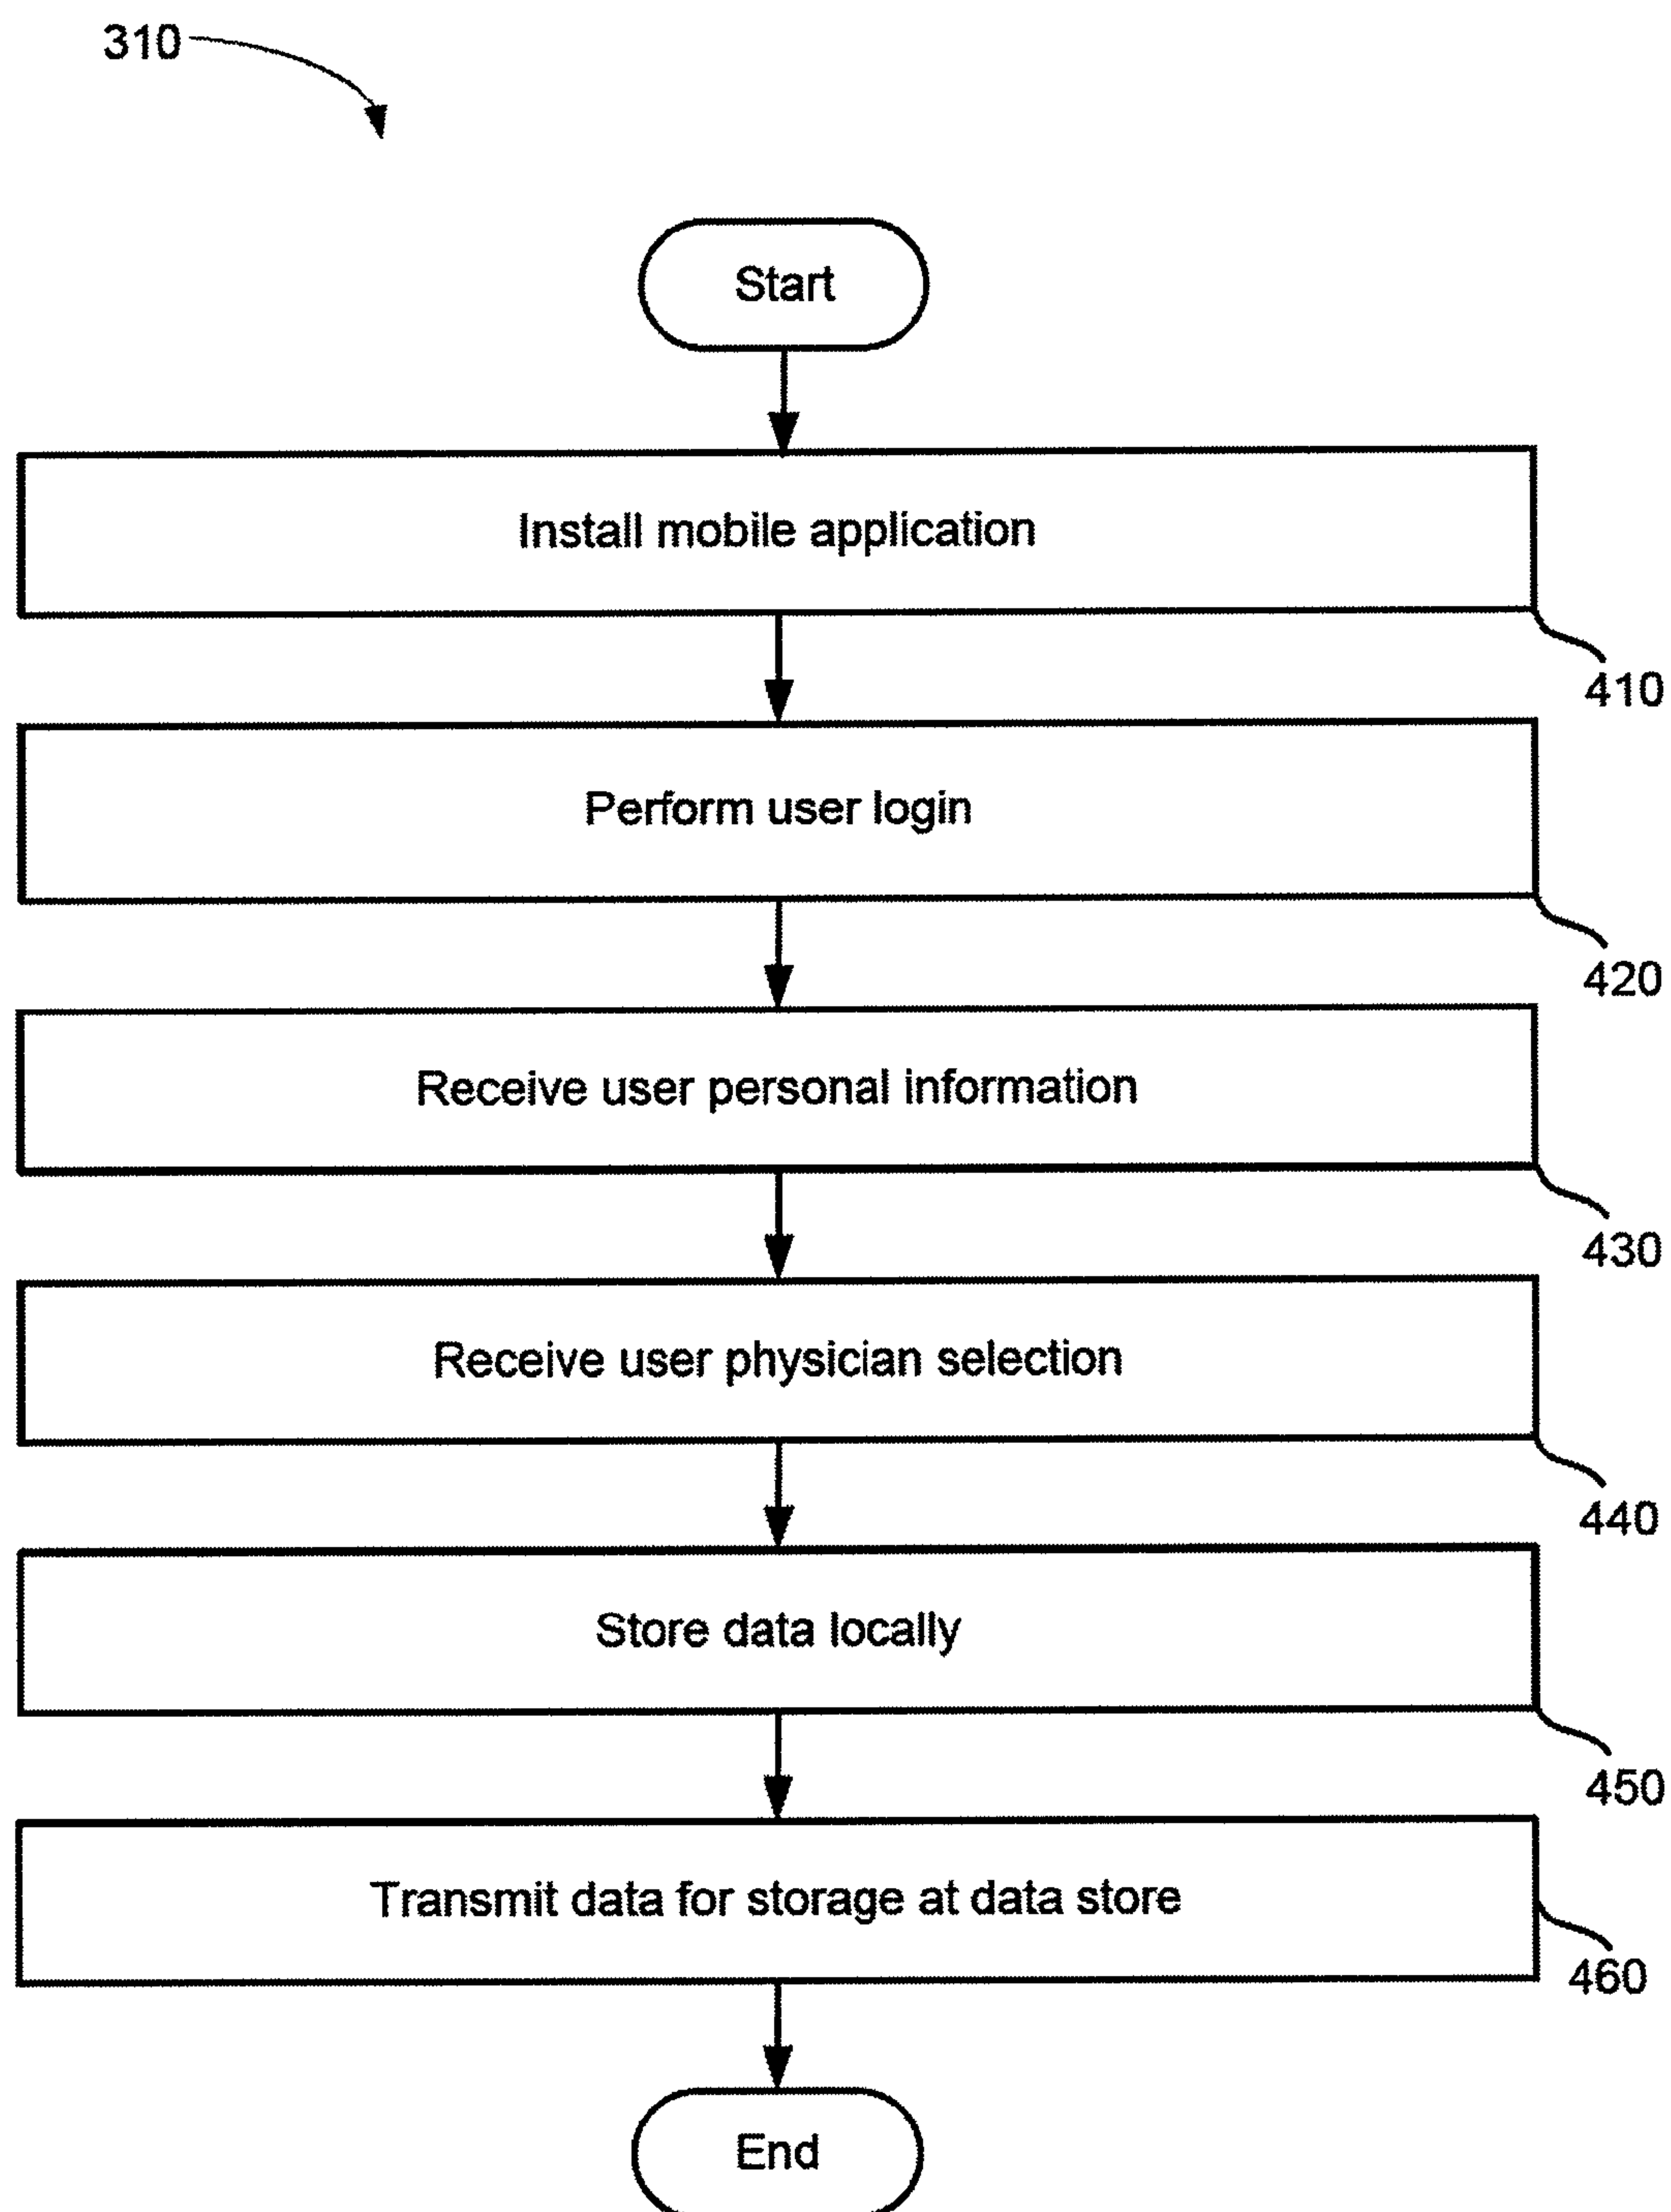 310
Start
Install mobile application
410
Perform user login
420
Receive user personal information
430
Receive user physician selection
440
Store data locally
450
Transmit data for storage at data store
460
End